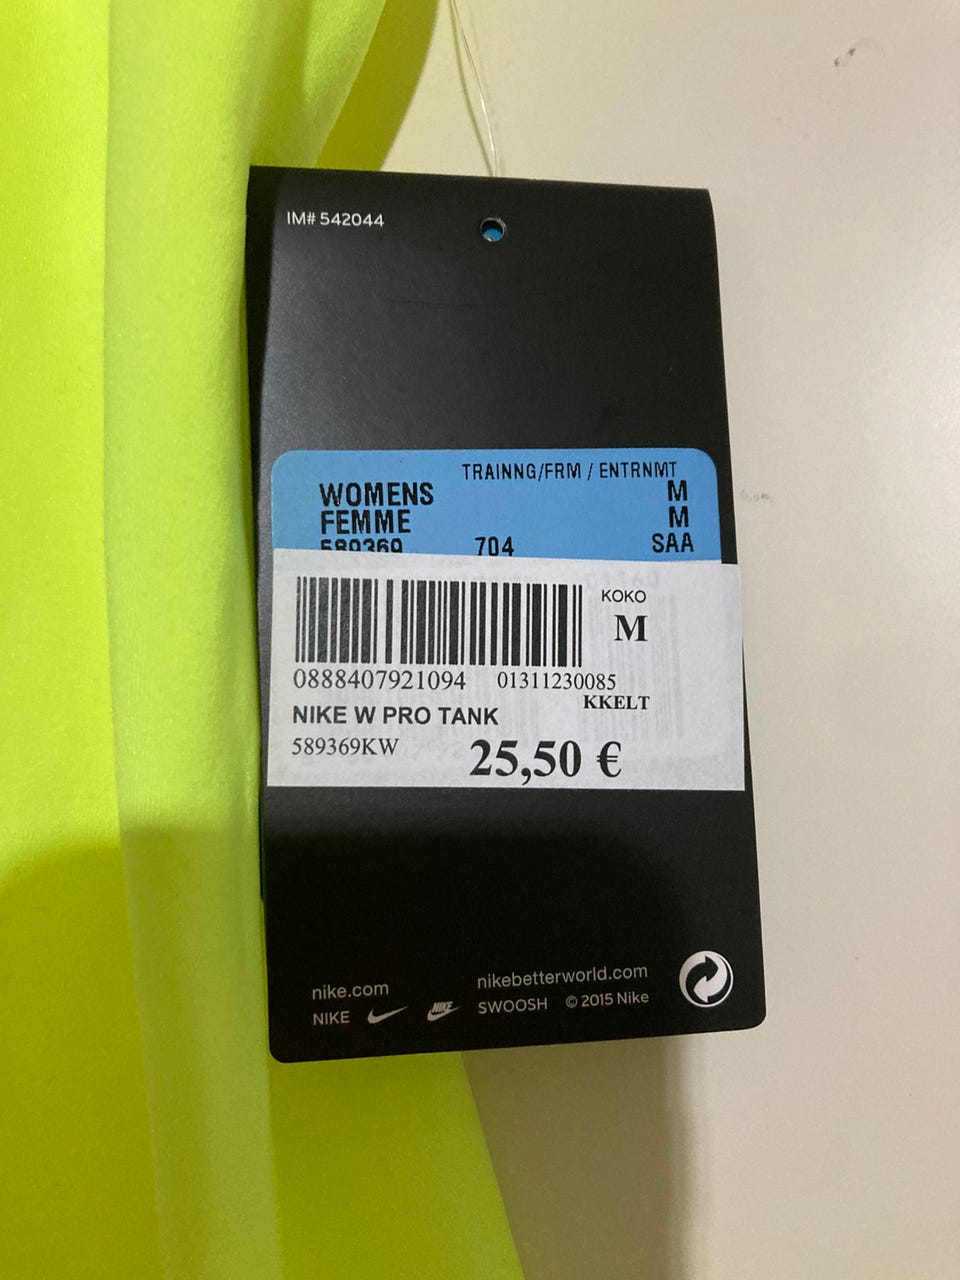 IM# 542044
TRAINNG/FRM / ENTRNMT
WOMENS M
FEMME M
589369 704 SAA
KOKO
M
0888407921094 01311230085
KKELT
NIKE W PRO TANK
589369KW 25,50 €
nike.com nikebetterworld.com
NIKE NIKE SWOOSH © 2015 Nike